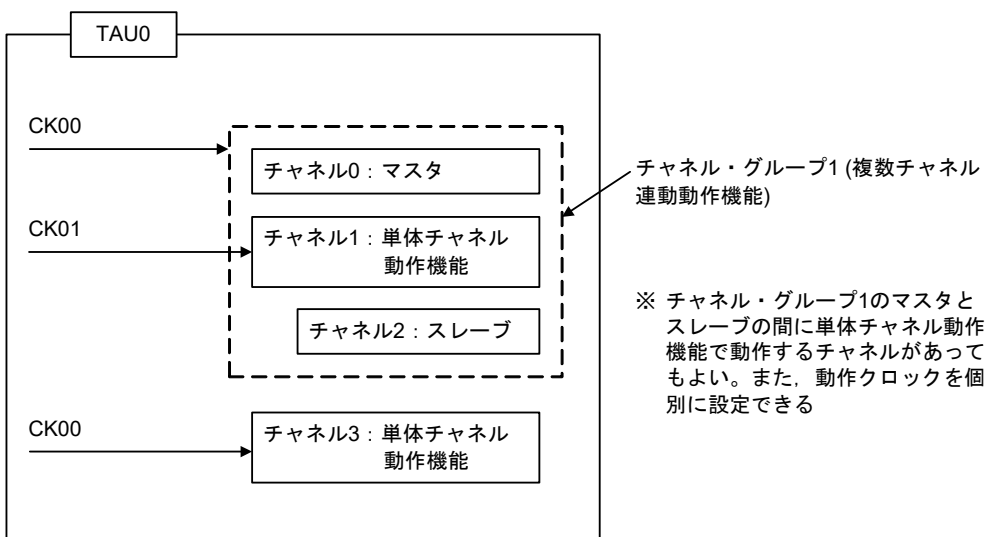 TAU0
CK00
チャネル0：マスタ
チャネル・グループ1 (複数チャネル
連動動作機能)
CK01
チャネル1：単体チャネル
動作機能
チャネル2：スレーブ
※ チャネル・グループ1のマスタと
スレーブの間に単体チャネル動作
機能で動作するチャネルがあって
もよい。また，動作クロックを個
別に設定できる
CK00
チャネル3：単体チャネル
動作機能